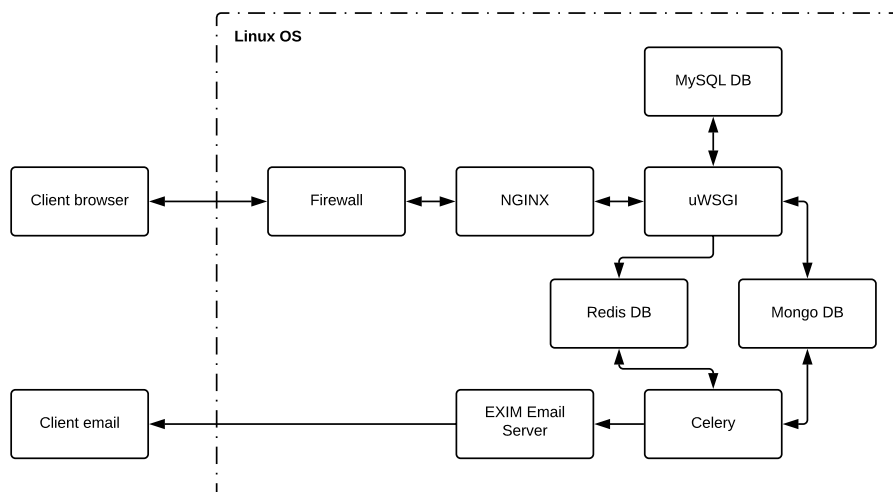 Linux OS
MySQL DB
Client browser
Firewall
NGINX
uWSGI
Redis DB
Mongo DB
Client email
EXIM Email
Server
Celery